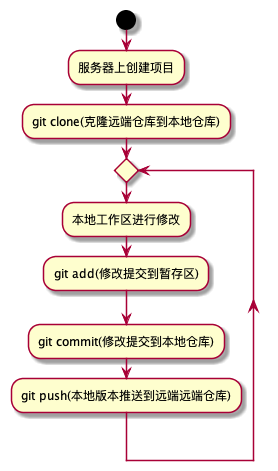 服务器上创建项目
git clone(克隆远端仓库到本地仓库)
本地工作区进行修改
git add(修改提交到暂存区)
git commit(修改提交到本地仓库)
git push(本地版本推送到远端远端仓库)